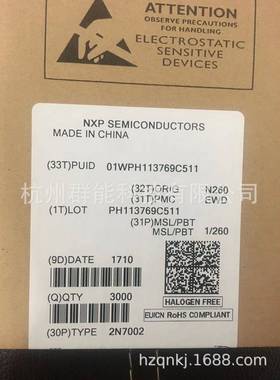 ATTENTION
OBSERVE PRECAUTIONS
FOR HANDLING
ELECTROSTATIC
SENSITIVE
DEVICES
NXP SEMICONDUCTORS
MADE IN CHINA
(33T)PUID 01WPH113769C511
(32T)ORIG N260
(31T)PMC EWD
(1T)LOT PH113769C511
(31P)MSL/PBT
MSL/PBT 1/260
(9D)DATE 1710
(Q)QTY 3000
HALOGEN FREE
EU/CN RoHS COMPLIANT
(30P)TYPE 2N7002
hzqnkj.1688.com